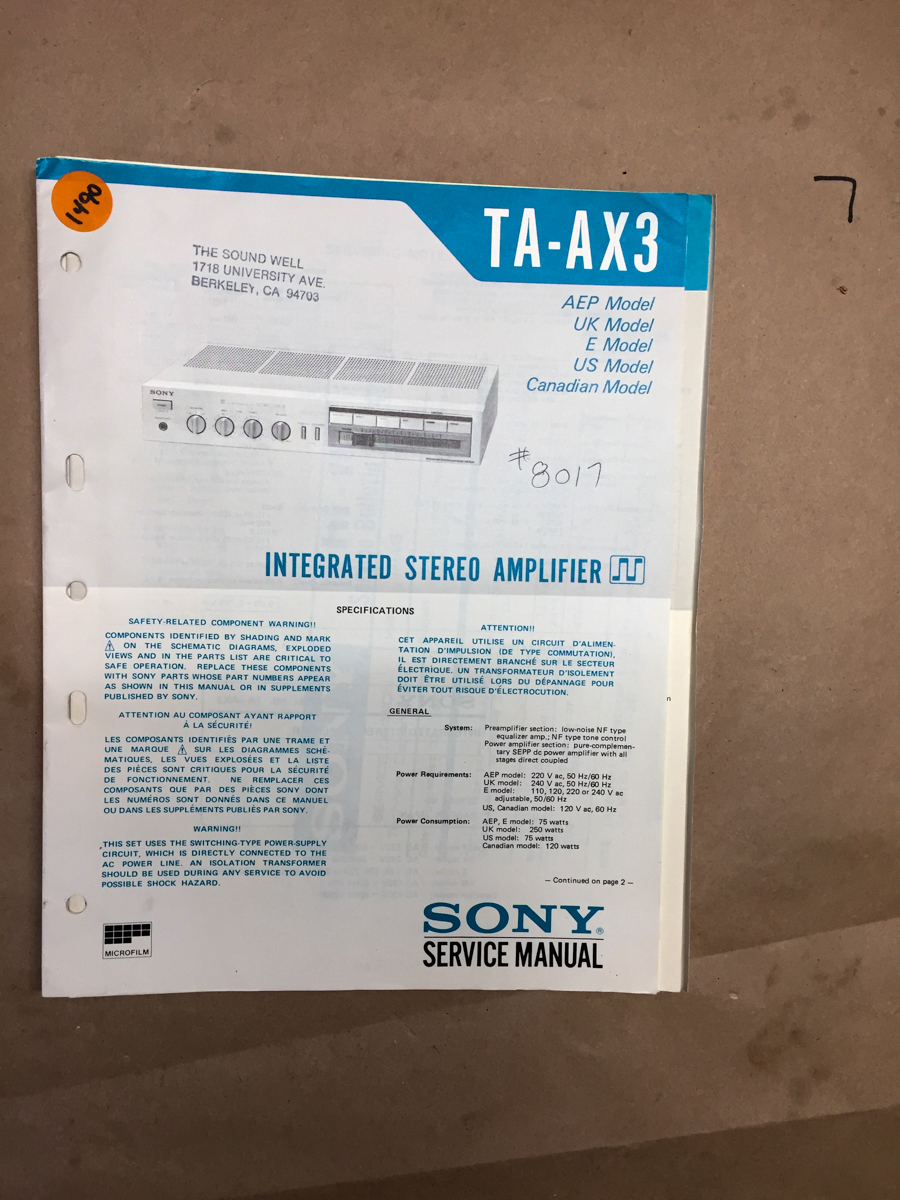 1490
TA-AX3
THE SOUND WELL
1718 UNIVERSITY AVE.
BERKELEY, CA 94703
AEP Model
UK Model
E Model
US Model
Canadian Model
SONY
#8017
INTEGRATED STEREO AMPLIFIER
SPECIFICATIONS
SAFETY-RELATED COMPONENT WARNING!!
COMPONENTS IDENTIFIED BY SHADING AND MARK
⚠ ON THE SCHEMATIC DIAGRAMS, EXPLODED
VIEWS AND IN THE PARTS LIST ARE CRITICAL TO
SAFE OPERATION. REPLACE THESE COMPONENTS
WITH SONY PARTS WHOSE PART NUMBERS APPEAR
AS SHOWN IN THIS MANUAL OR IN SUPPLEMENTS
PUBLISHED BY SONY.
ATTENTION AU COMPOSANT AYANT RAPPORT
À LA SÉCURITÉ!
LES COMPOSANTS IDENTIFIÉS PAR UNE TRAME ET
UNE MARQUE ⚠ SUR LES DIAGRAMMES SCHÉ-
MATIQUES, LES VUES EXPLOSÉES ET LA LISTE
DES PIÈCES SONT CRITIQUES POUR LA SÉCURITÉ
DE FONCTIONNEMENT. NE REMPLACER CES
COMPOSANTS QUE PAR DES PIÈCES SONY DONT
LES NUMÉROS SONT DONNÉS DANS CE MANUEL
OU DANS LES SUPPLÉMENTS PUBLIÉS PAR SONY.
WARNING!!
THIS SET USES THE SWITCHING-TYPE POWER-SUPPLY
CIRCUIT, WHICH IS DIRECTLY CONNECTED TO THE
AC POWER LINE. AN ISOLATION TRANSFORMER
SHOULD BE USED DURING ANY SERVICE TO AVOID
POSSIBLE SHOCK HAZARD.
ATTENTION!!
CET APPAREIL UTILISE UN CIRCUIT D'ALIMEN-
TATION D'IMPULSION (DE TYPE COMMUTATION),
IL EST DIRECTEMENT BRANCHÉ SUR LE SECTEUR
ÉLECTRIQUE. UN TRANSFORMATEUR D'ISOLEMENT
DOIT ÊTRE UTILISÉ LORS DU DÉPANNAGE POUR
ÉVITER TOUT RISQUE D'ÉLECTROCUTION.
GENERAL
System: Preamplifier section: low-noise NF type
equalizer amp.; NF type tone control
Power amplifier section: pure-complemen-
tary SEPP dc power amplifier with all
stages direct coupled
Power Requirements: AEP model: 220 V ac, 50 Hz/60 Hz
UK model: 240 V ac, 50 Hz/60 Hz
E model: 110, 120, 220 or 240 V ac
adjustable, 50/60 Hz
US, Canadian model: 120 V ac, 60 Hz
Power Consumption: AEP, E model: 75 watts
UK model: 250 watts
US model: 75 watts
Canadian model: 120 watts
– Continued on page 2 –
MICROFILM
SONY®
SERVICE MANUAL